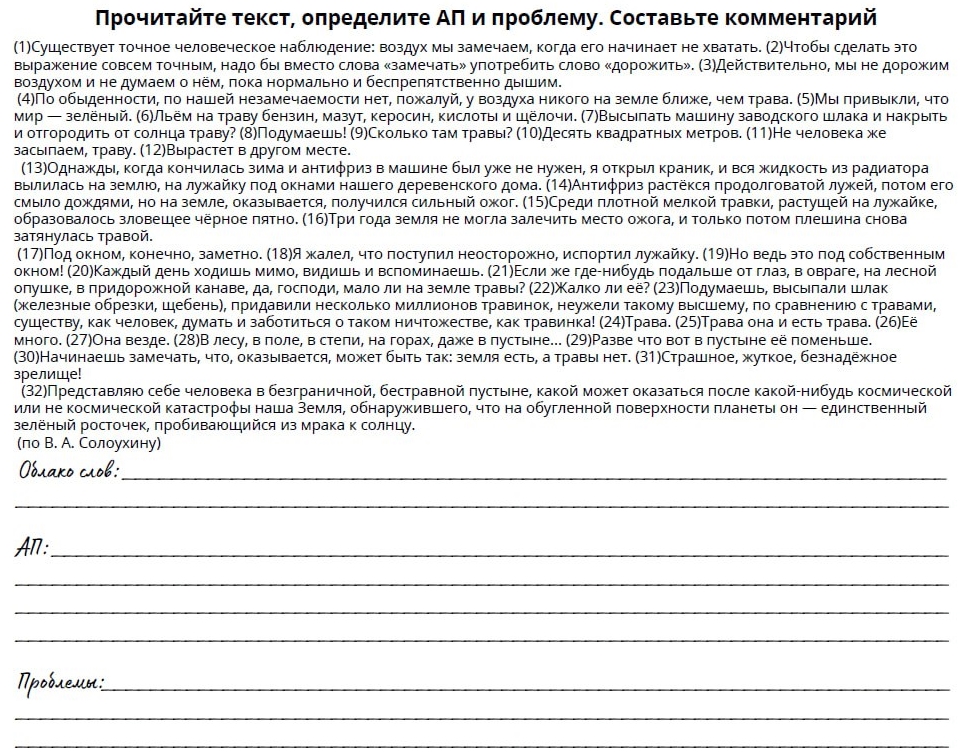 Прочитайте текст, определите АП и проблему. Составьте комментарий
(1)Существует точное человеческое наблюдение: воздух мы замечаем, когда его начинает не хватать. (2)Чтобы сделать это
выражение совсем точным, надо бы вместо слова «замечать» употребить слово «дорожить». (3)Действительно, мы не дорожим
воздухом и не думаем о нём, пока нормально и беспрепятственно дышим.
(4)По обыденности, по нашей незамечаемости нет, пожалуй, у воздуха никого на земле ближе, чем трава. (5)Мы привыкли, что
мир — зелёный. (6)Льём на траву бензин, мазут, керосин, кислоты и щёлочи. (7)Высыпать машину заводского шлака и накрыть
и отгородить от солнца траву? (8)Подумаешь! (9)Сколько там травы? (10)Десять квадратных метров. (11)Не человека же
засыпаем, траву. (12)Вырастет в другом месте.
(13)Однажды, когда кончилась зима и антифриз в машине был уже не нужен, я открыл краник, и вся жидкость из радиатора
вылилась на землю, на лужайку под окнами нашего деревенского дома. (14)Антифриз растёкся продолговатой лужей, потом его
смыло дождями, но на земле, оказывается, получился сильный ожог. (15)Среди плотной мелкой травки, растущей на лужайке,
образовалось зловещее чёрное пятно. (16)Три года земля не могла залечить место ожога, и только потом плешина снова
затянулась травой.
(17)Под окном, конечно, заметно. (18)Я жалел, что поступил неосторожно, испортил лужайку. (19)Но ведь это под собственным
окном! (20)Каждый день ходишь мимо, видишь и вспоминаешь. (21)Если же где-нибудь подальше от глаз, в овраге, на лесной
опушке, в придорожной канаве, да, господи, мало ли на земле травы? (22)Жалко ли её? (23)Подумаешь, высыпали шлак
(железные обрезки, щебень), придавили несколько миллионов травинок, неужели такому высшему, по сравнению с травами,
существу, как человек, думать и заботиться о таком ничтожестве, как травинка! (24)Трава. (25)Трава она и есть трава. (26)Её
много. (27)Она везде. (28)В лесу, в поле, в степи, на горах, даже в пустыне... (29)Разве что вот в пустыне её поменьше.
(30)Начинаешь замечать, что, оказывается, может быть так: земля есть, а травы нет. (31)Страшное, жуткое, безнадёжное
зрелище!
(32)Представляю себе человека в безграничной, бестравной пустыне, какой может оказаться после какой-нибудь космической
или не космической катастрофы наша Земля, обнаружившего, что на обугленной поверхности планеты он — единственный
зелёный росточек, пробивающийся из мрака к солнцу.
(по В. А. Солоухину)
Облако слов:
АП:
Проблемы: